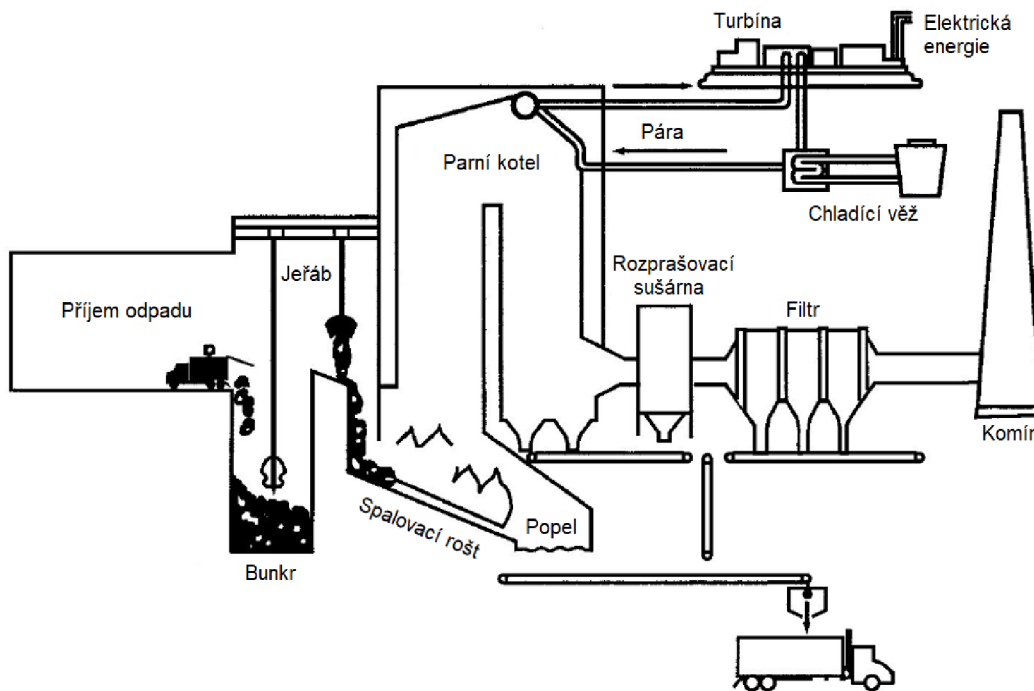 Turbína
Elektrická
energie
Pára
Parní kotel
Chladící věž
Jeřáb
Rozprašovací
sušárna
Příjem odpadu
Filtr
Komín
Spalovací rošt
Popel
Bunkr